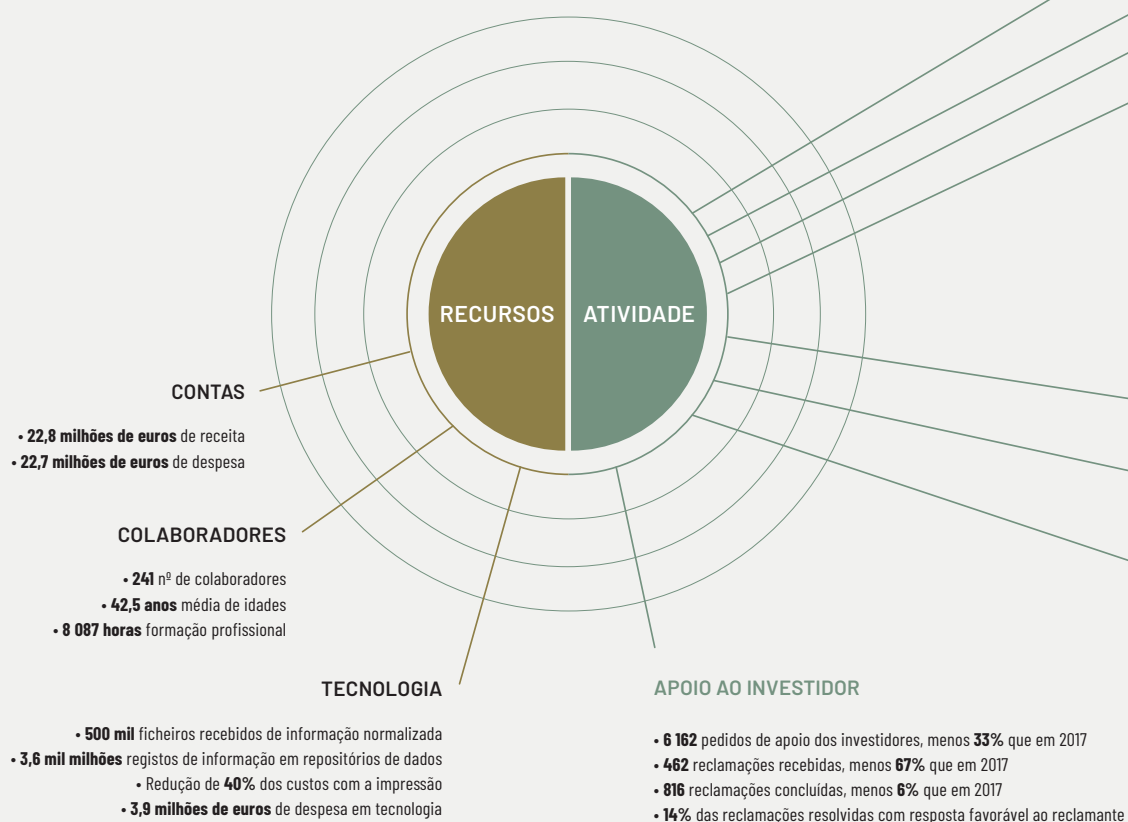 RECURSOS
ATIVIDADE
CONTAS
• 22,8 milhões de euros de receita
• 22,7 milhões de euros de despesa
COLABORADORES
• 241 nº de colaboradores
• 42,5 anos média de idades
• 8 087 horas formação profissional
TECNOLOGIA
• 500 mil ficheiros recebidos de informação normalizada
• 3,6 mil milhões registos de informação em repositórios de dados
• Redução de 40% dos custos com a impressão
• 3,9 milhões de euros de despesa em tecnologia
APOIO AO INVESTIDOR
• 6 162 pedidos de apoio dos investidores, menos 33% que em 2017
• 462 reclamações recebidas, menos 67% que em 2017
• 816 reclamações concluídas, menos 6% que em 2017
• 14% das reclamações resolvidas com resposta favorável ao reclamante